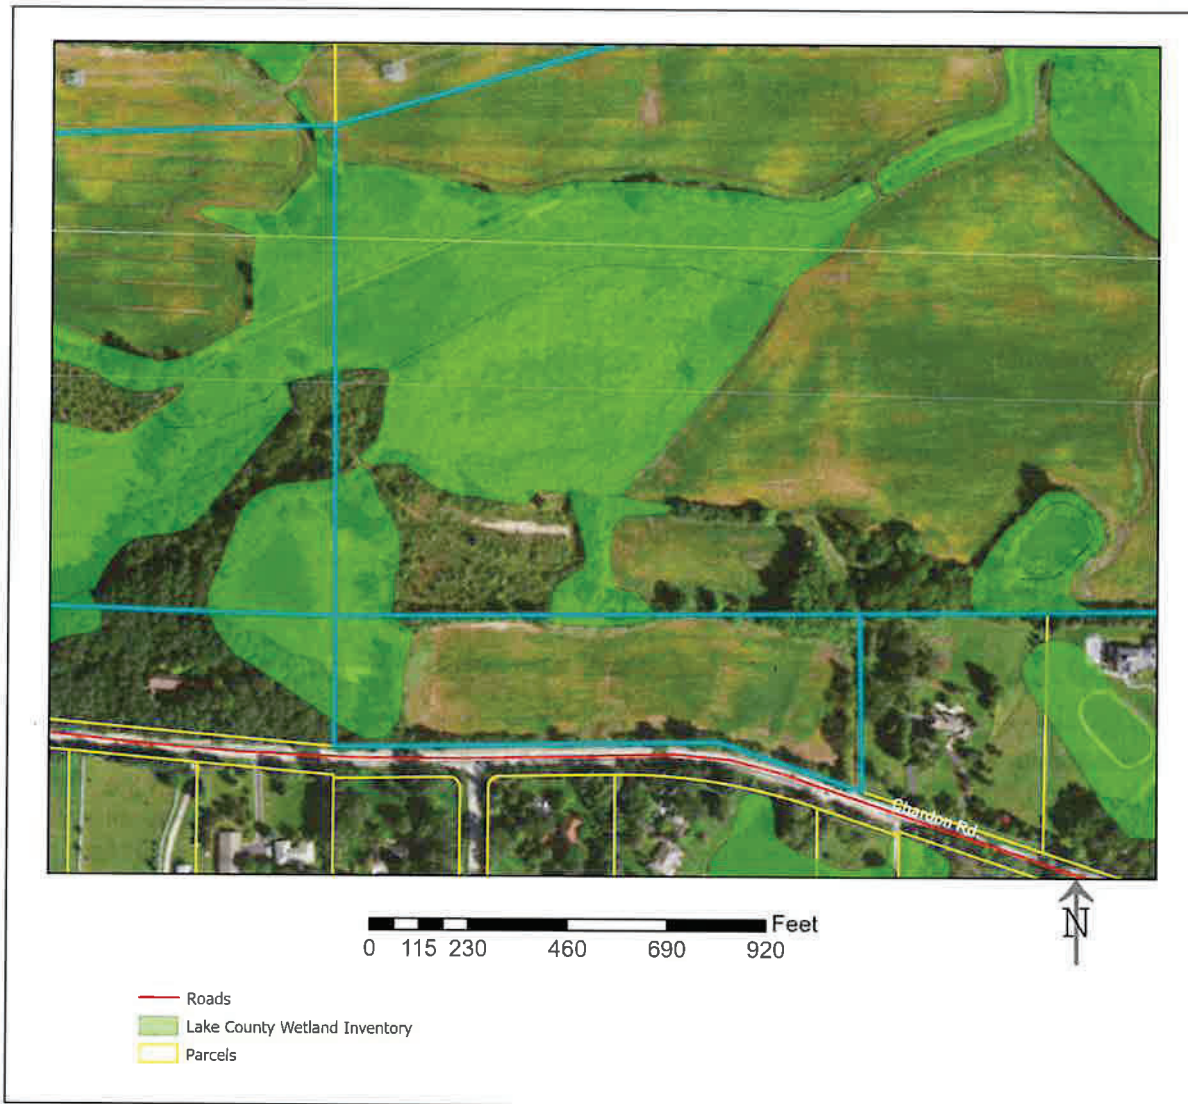 Chardon Rd.
Feet
0 115 230 460 690 920
N
Roads
Lake County Wetland Inventory
Parcels